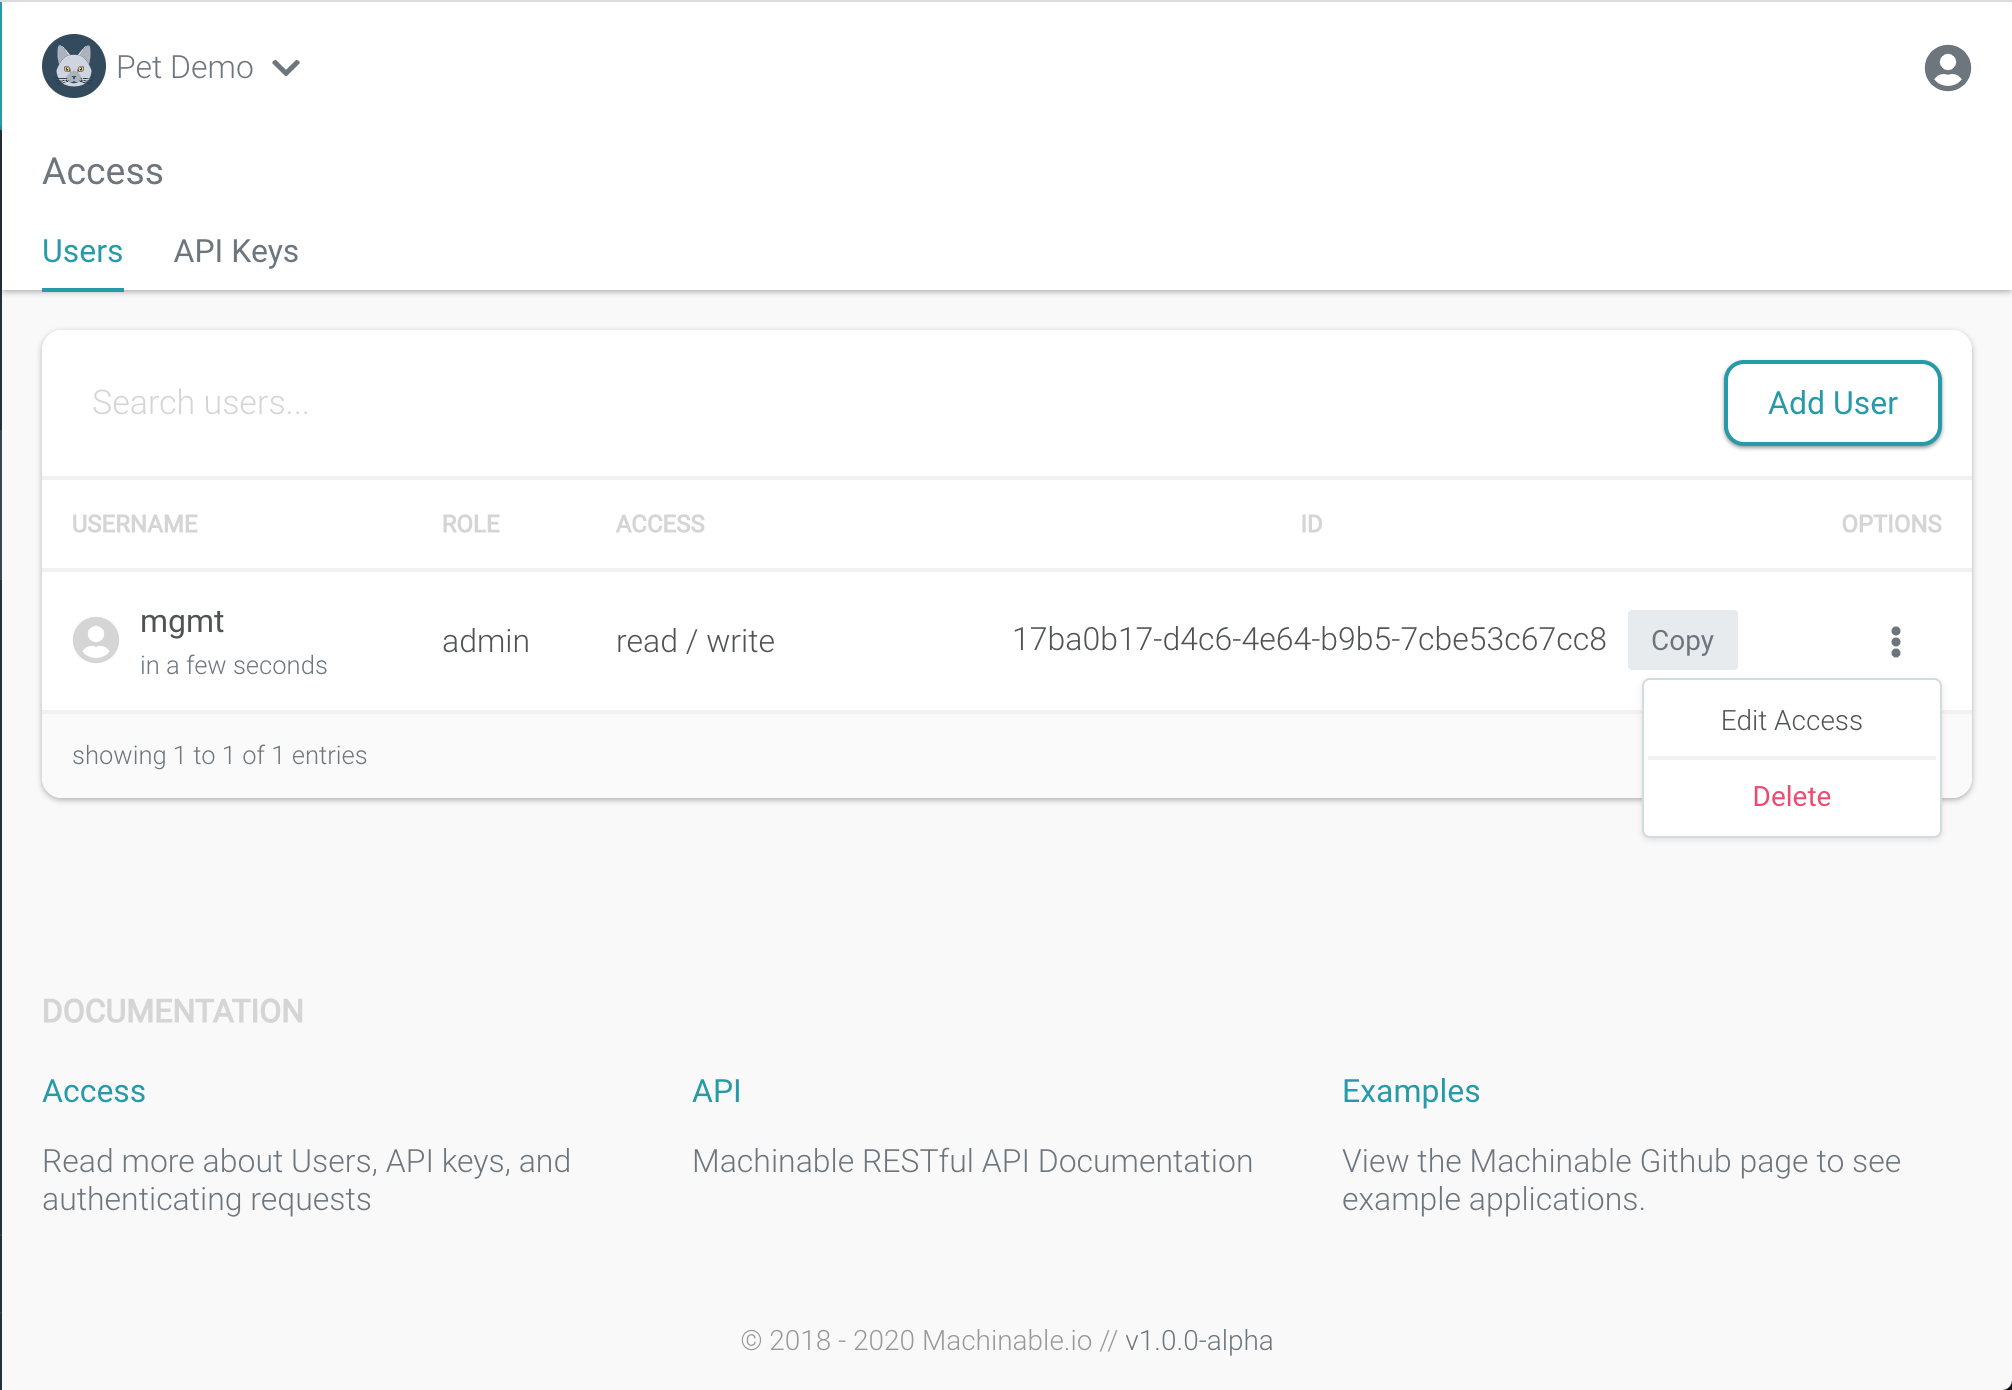 Pet Demo
Access
Users API Keys
Search users...
Add User
USERNAME ROLE ACCESS ID OPTIONS
mgmt
in a few seconds
admin read / write 17ba0b17-d4c6-4e64-b9b5-7cbe53c67cc8 Copy
Edit Access
Delete
showing 1 to 1 of 1 entries
DOCUMENTATION
Access
Read more about Users, API keys, and
authenticating requests
API
Machinable RESTful API Documentation
Examples
View the Machinable Github page to see
example applications.
© 2018 - 2020 Machinable.io // v1.0.0-alpha